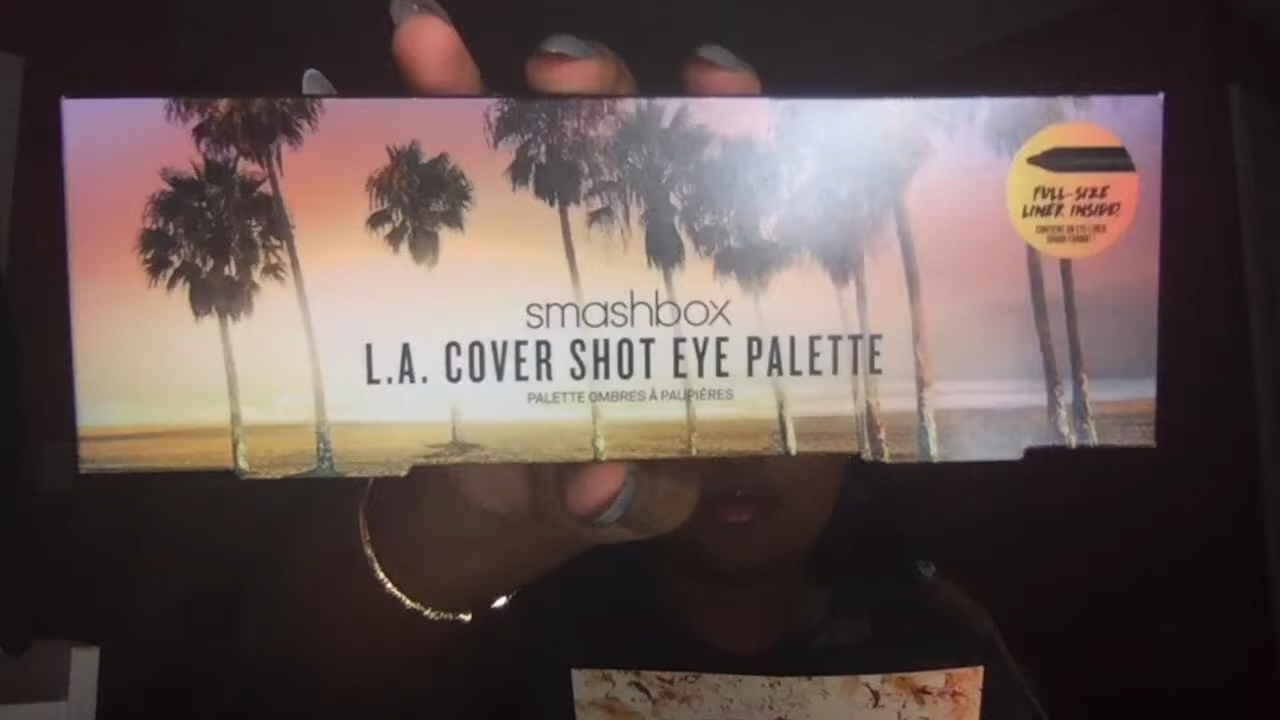 FULL-SIZE
LINER INSIDE!
smashbox
L.A. COVER SHOT EYE PALETTE
PALETTE OMBRES À PAUPIÈRES